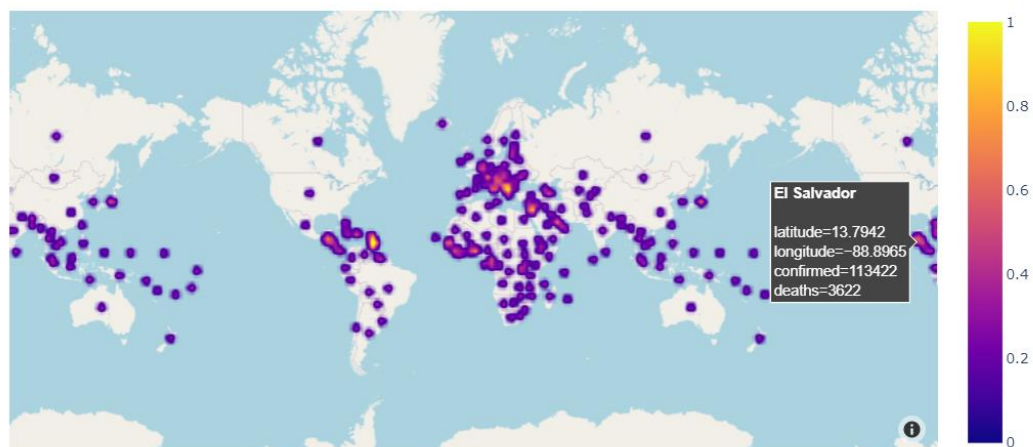 1
0.8
El Salvador
0.6
latitude=13.7942
longitude=−88.8965
confirmed=113422
deaths=3622
0.4
0.2
0